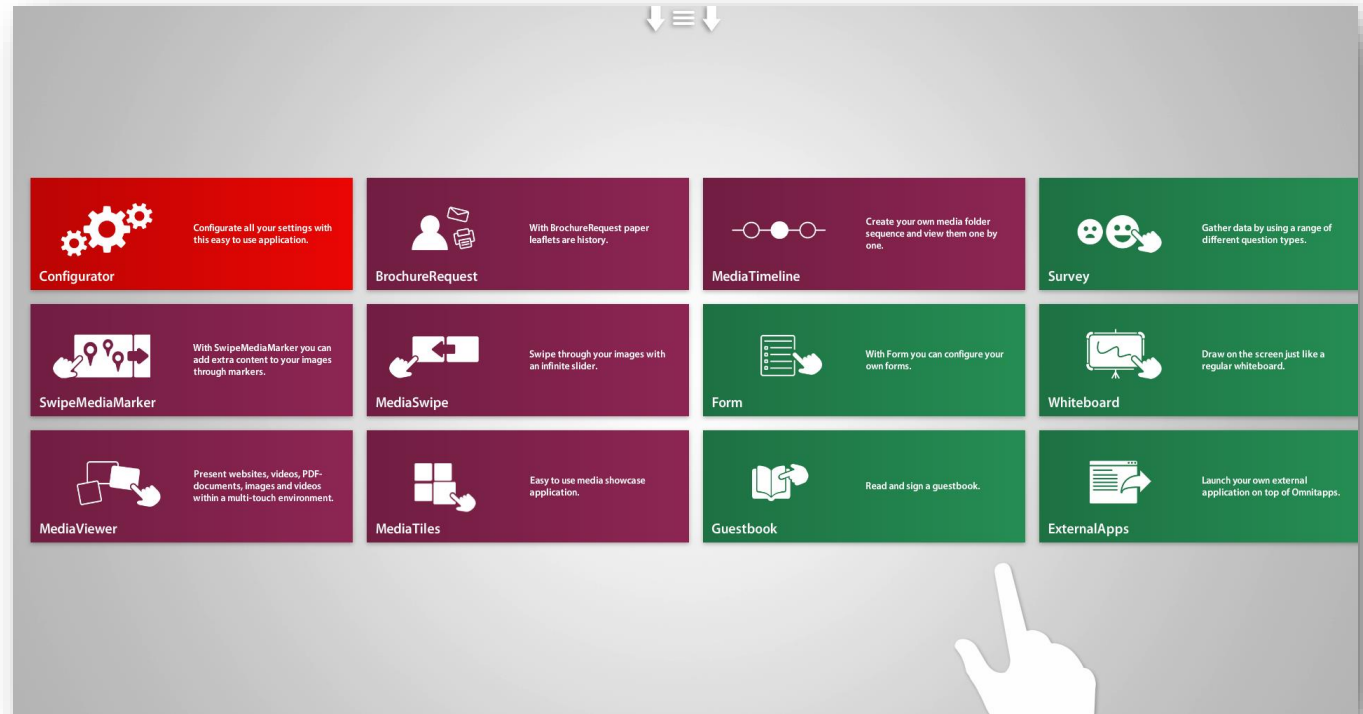 Configurate all your settings with
this easy to use application.
Configurator
With BrochureRequest paper
leaflets are history.
BrochureRequest
Create your own media folder
sequence and view them one by
one.
MediaTimeline
Gather data by using a range of
different question types.
Survey
With SwipeMediaMarker you can
add extra content to your images
through markers.
SwipeMediaMarker
Swipe through your images with
an infinite slider.
MediaSwipe
With Form you can configure your
own forms.
Form
Draw on the screen just like a
regular whiteboard.
Whiteboard
Present websites, videos, PDF-
documents, images and videos
within a multi-touch environment.
MediaViewer
Easy to use media showcase
application.
MediaTiles
Read and sign a guestbook.
Guestbook
Launch your own external
application on top of Omnitapps.
ExternalApps